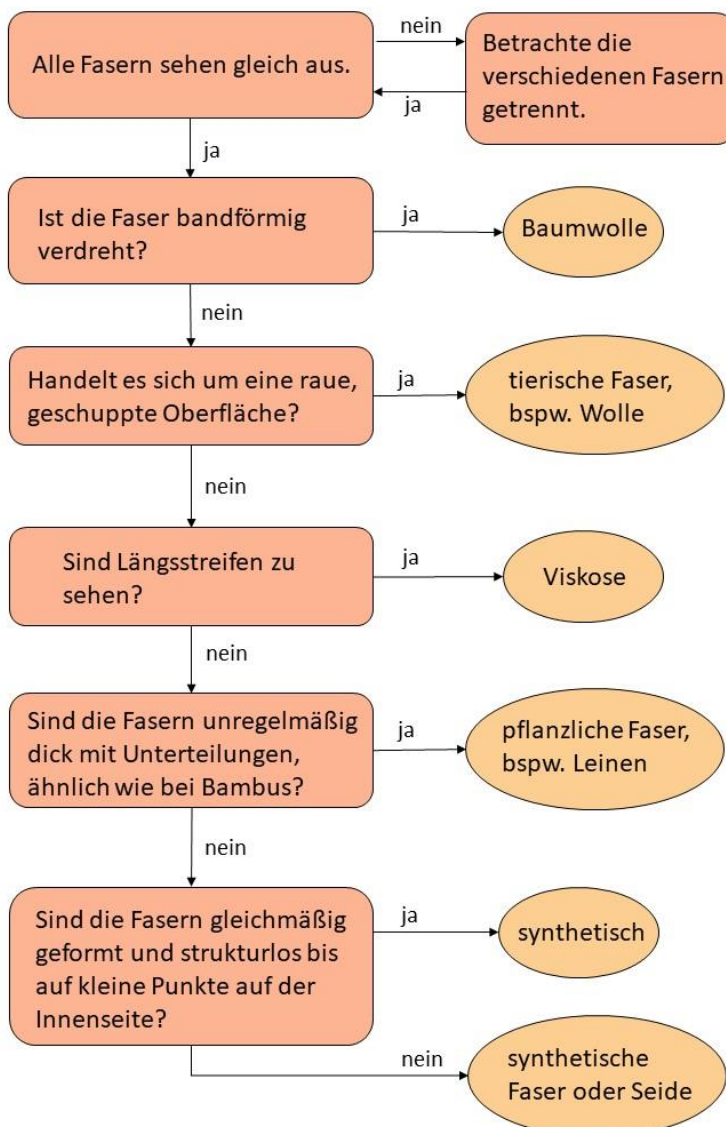 Alle Fasern sehen gleich aus.
nein
Betrachte die
verschiedenen Fasern
getrennt.
ja
ja
Ist die Faser bandförmig
verdreht?
ja
Baumwolle
nein
Handelt es sich um eine raue,
geschuppte Oberfläche?
ja
tierische Faser,
bspw. Wolle
nein
Sind Längsstreifen zu
sehen?
ja
Viskose
nein
Sind die Fasern unregelmäßig
dick mit Unterteilungen,
ähnlich wie bei Bambus?
ja
pflanzliche Faser,
bspw. Leinen
nein
Sind die Fasern gleichmäßig
geformt und strukturlos bis
auf kleine Punkte auf der
Innenseite?
ja
synthetisch
nein
synthetische
Faser oder Seide